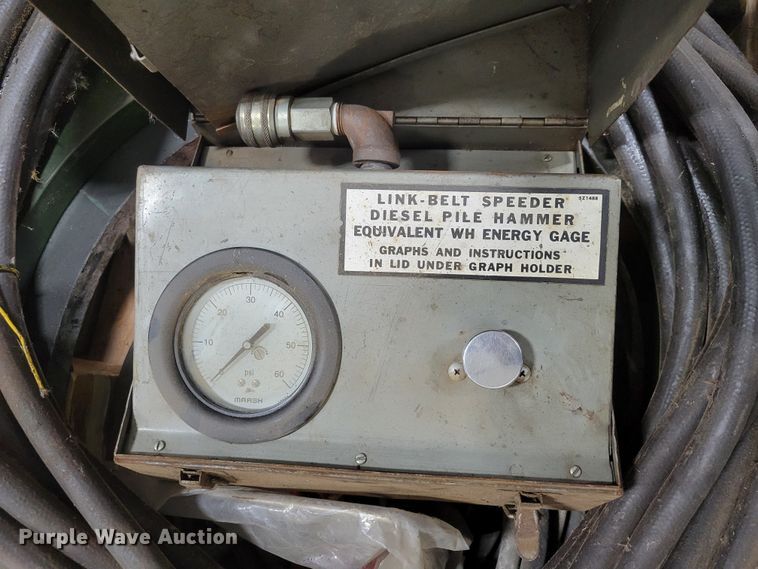 LINK-BELT SPEEDER
DIESEL PILE HAMMER
EQUIVALENT WH ENERGY GAGE
GRAPHS AND INSTRUCTIONS
IN LID UNDER GRAPH HOLDER
10
20
30
40
50
60
psi
MARSH
Purple Wave Auction